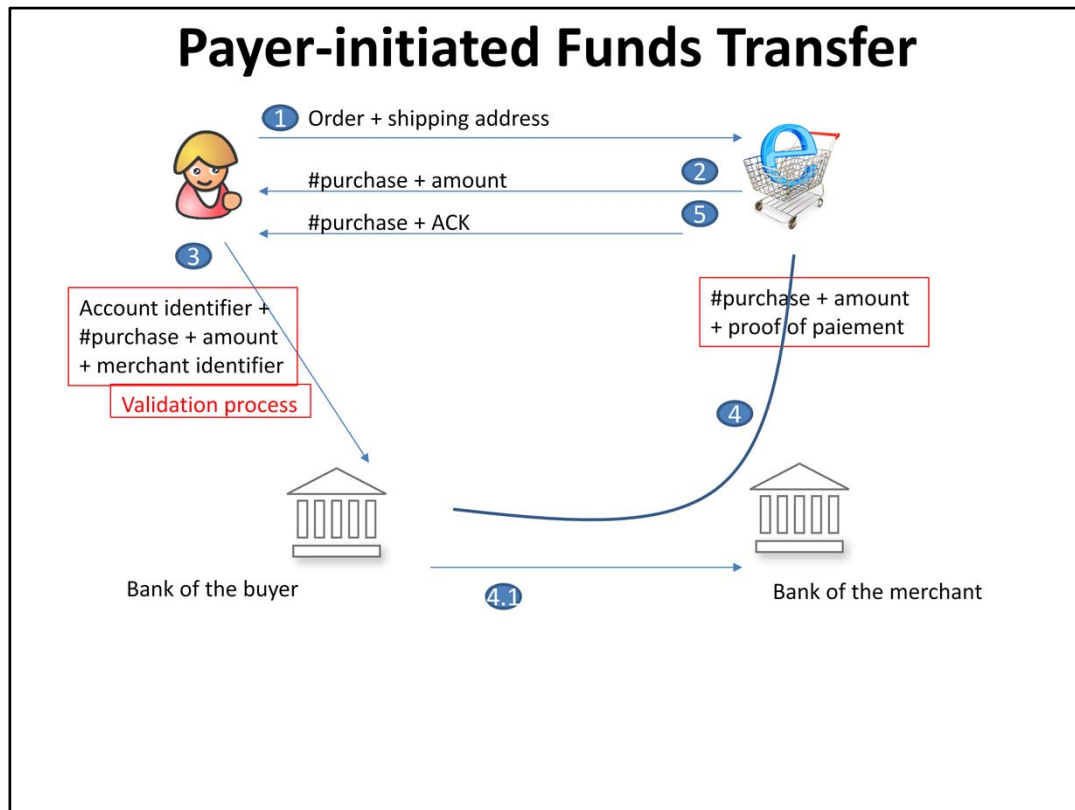 Payer-initiated Funds Transfer
1
Order + shipping address
2
#purchase + amount
5
#purchase + ACK
3
Account identifier +
#purchase + amount
+ merchant identifier
Validation process
#purchase + amount
+ proof of paiement
4
Bank of the buyer
4.1
Bank of the merchant